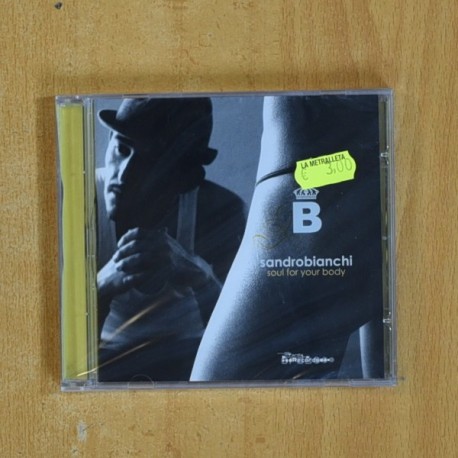 LA METRALLETA
€ 3,00
B
sandrobianchi
soul for your body